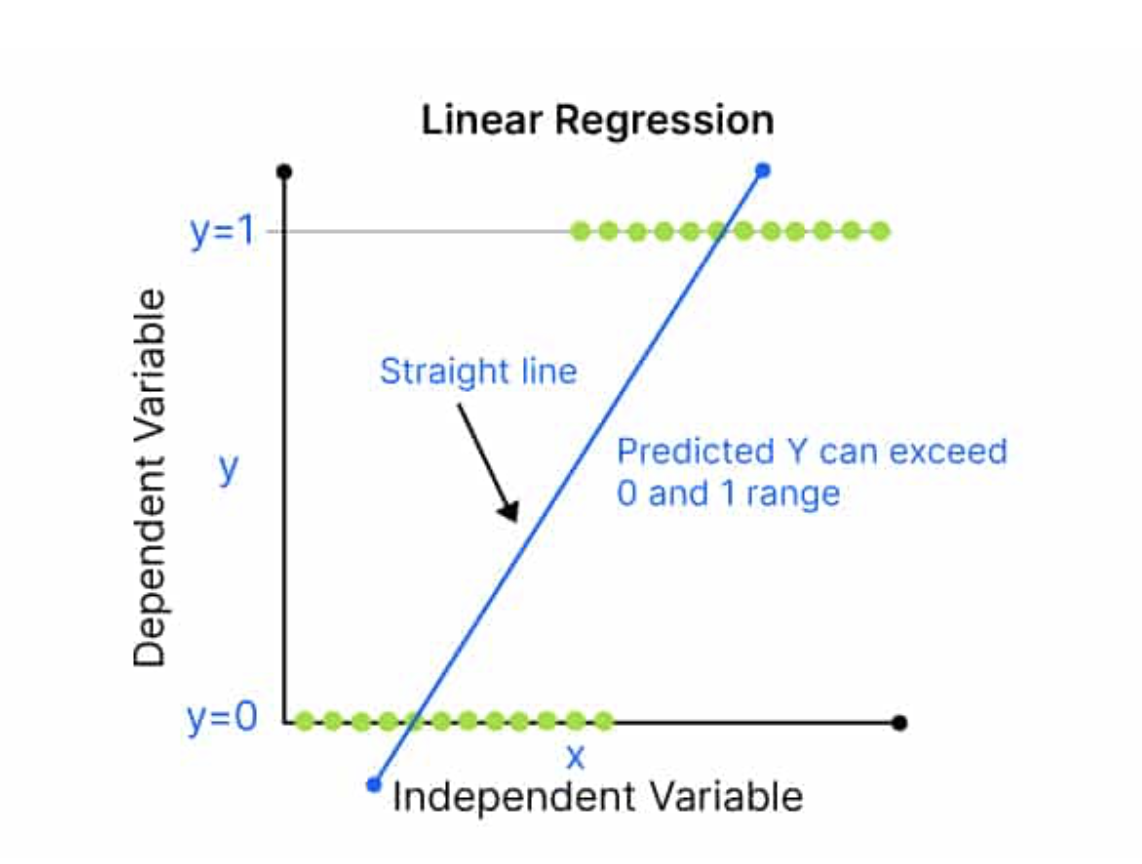 Linear Regression
y=1
Dependent Variable
Straight line
y
Predicted Y can exceed
0 and 1 range
y=0
x
Independent Variable